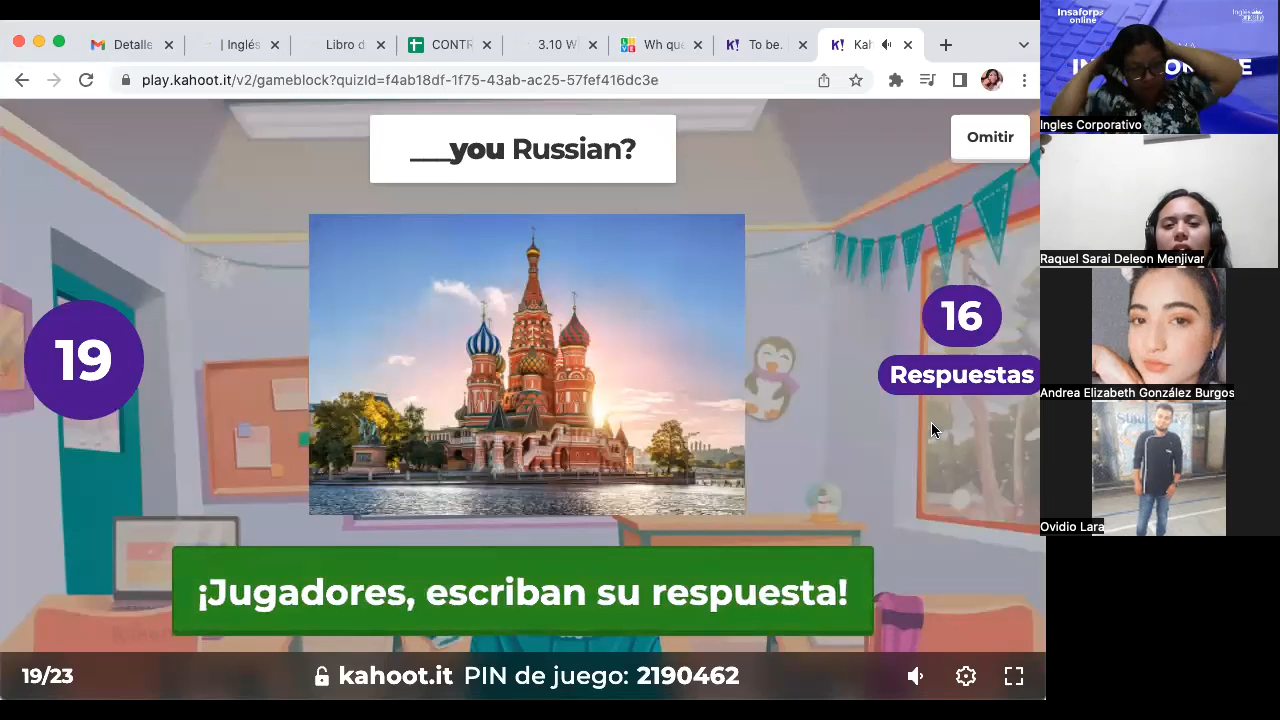 Detalle
| Inglés
Libro d
CONTR
3.10 W
Wh que
To be.
Kah
play.kahoot.it/v2/gameblock?quizId=f4ab18df-1f75-43ab-ac25-57fef416dc3e
___you Russian?
Omitir
19
16
Respuestas
¡Jugadores, escriban su respuesta!
19/23
kahoot.it PIN de juego: 2190462
Insaforp
online
Inglés
Ingles Corporativo
Raquel Sarai Deleon Menjivar
Andrea Elizabeth González Burgos
Ovidio Lara